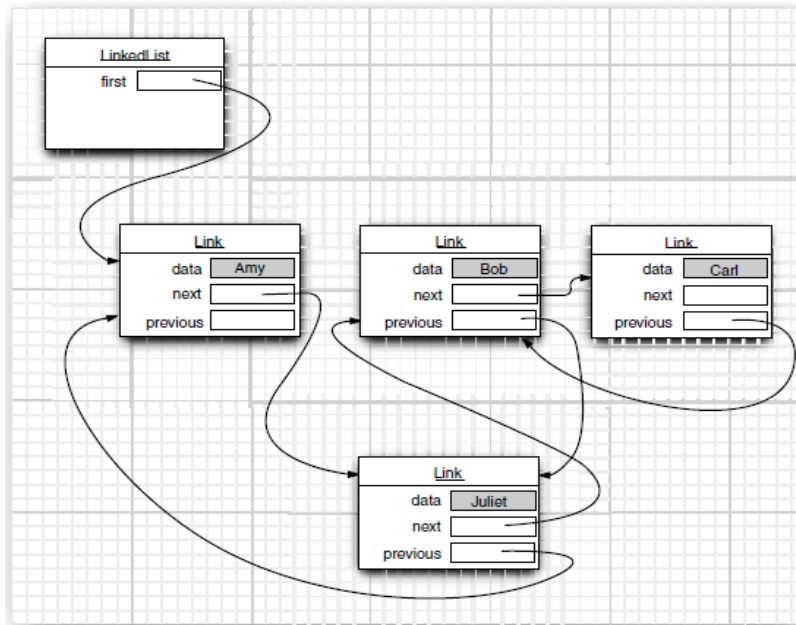 LinkedList
first
Link
data Amy
next
previous
Link
data Bob
next
previous
Link
data Carl
next
previous
Link
data Juliet
next
previous